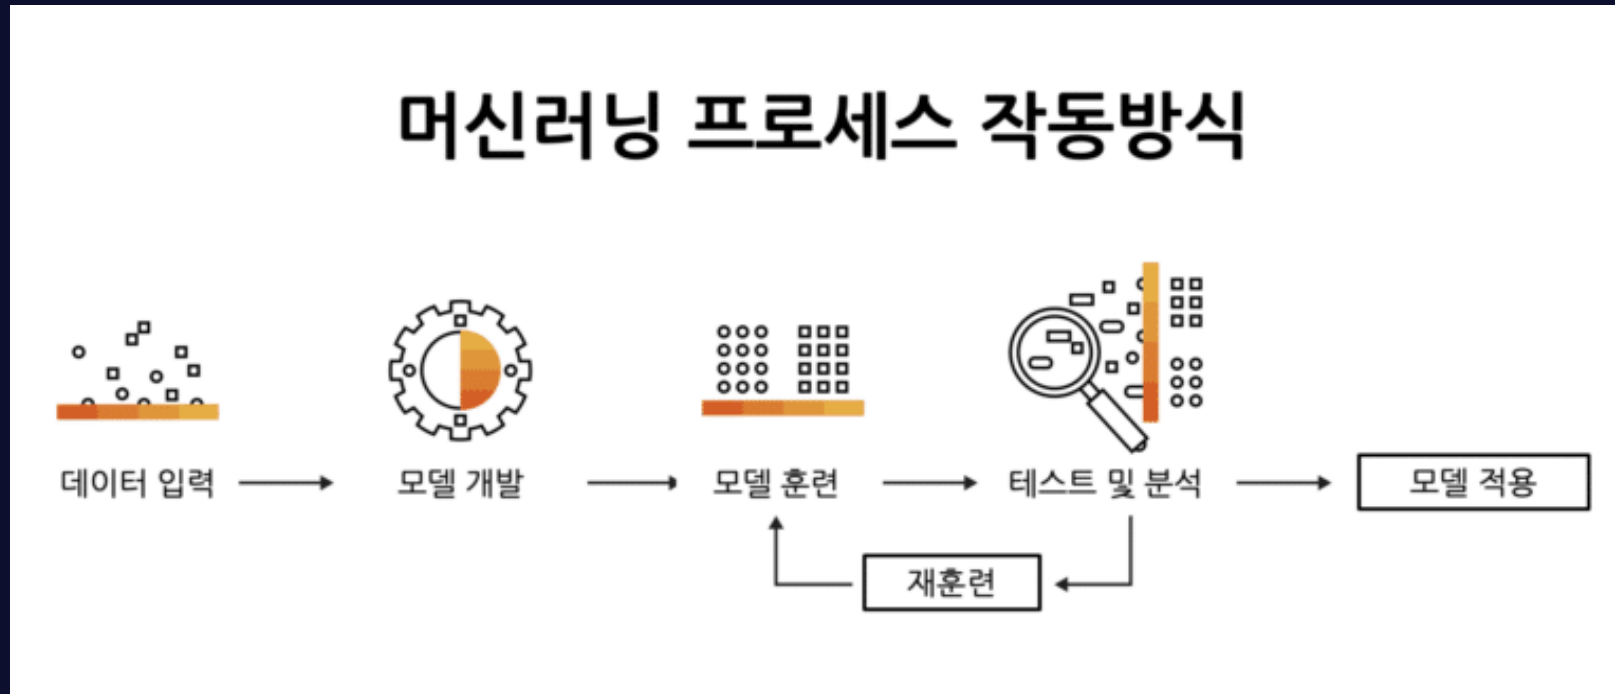 머신러닝 프로세스 작동방식
데이터 입력
모델 개발
모델 훈련
테스트 및 분석
모델 적용
재훈련